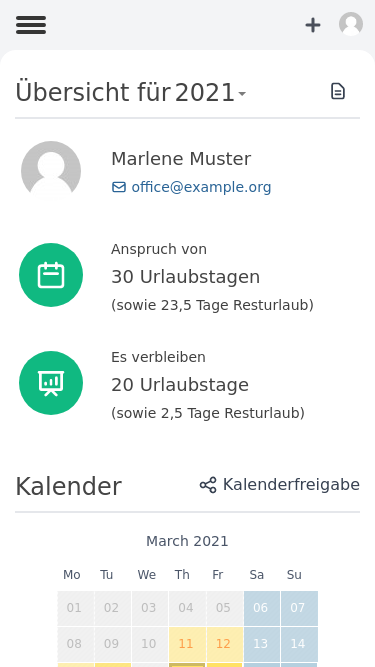 Übersicht für 2021
Marlene Muster
office@example.org
Anspruch von
30 Urlaubstagen
(sowie 23,5 Tage Resturlaub)
Es verbleiben
20 Urlaubstage
(sowie 2,5 Tage Resturlaub)
Kalender
Kalenderfreigabe
March 2021
Mo Tu We Th Fr Sa Su
01 02 03 04 05 06 07
08 09 10 11 12 13 14